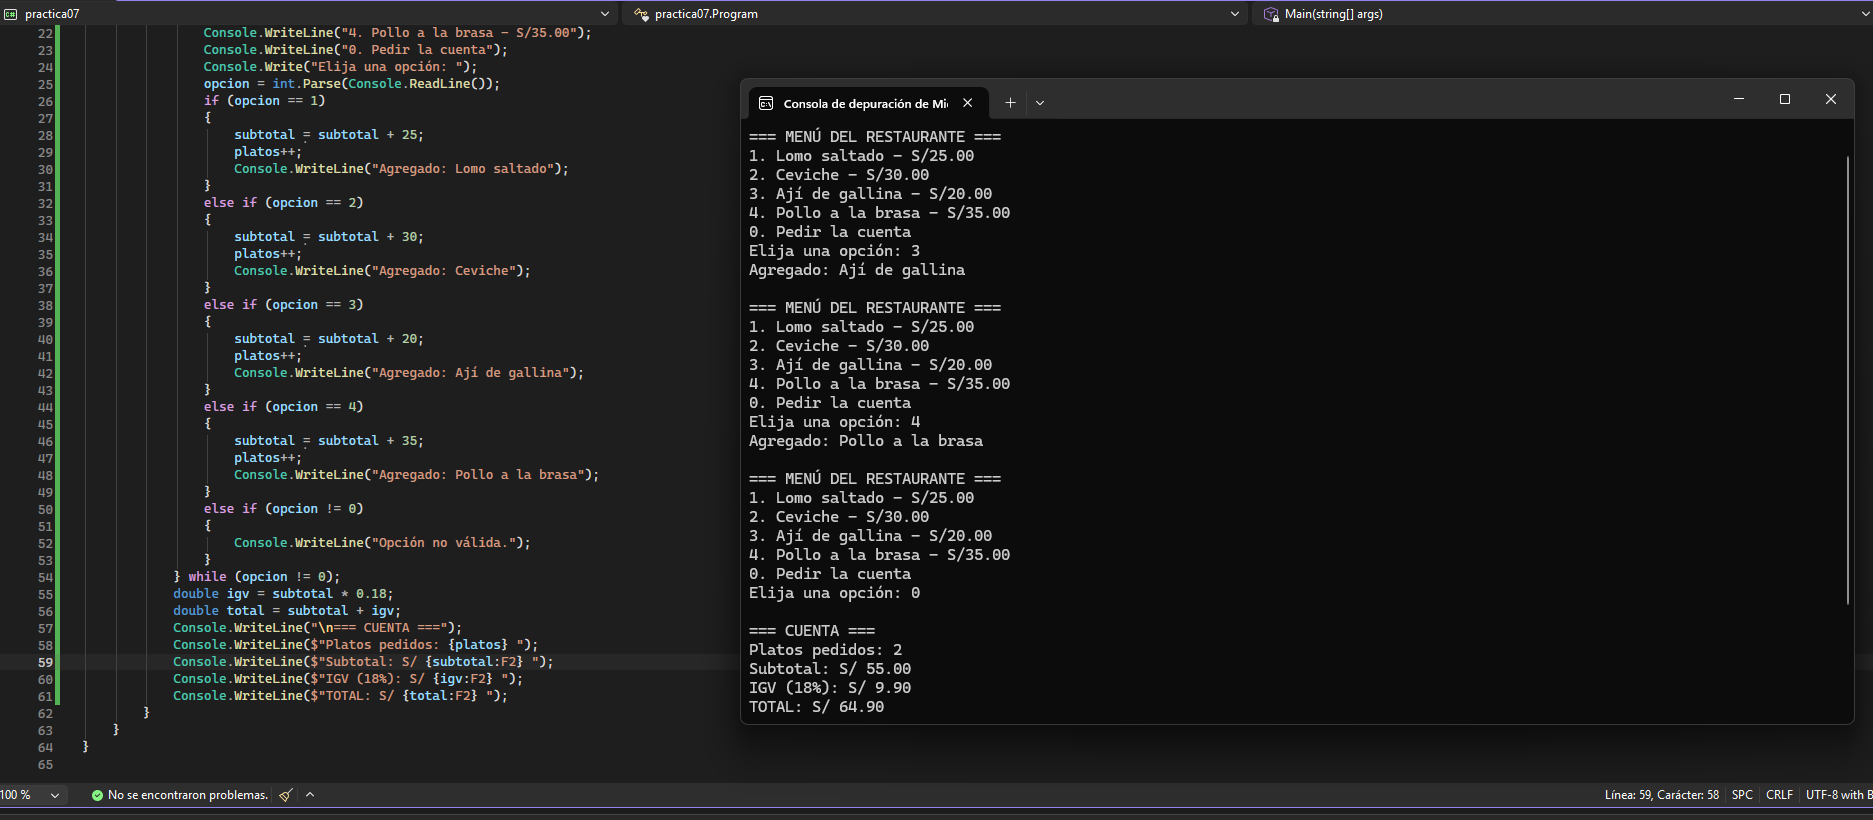 practica07
practica07.Program
Main(string[] args)
22 Console.WriteLine("4. Pollo a la brasa - S/35.00");
23 Console.WriteLine("0. Pedir la cuenta");
24 Console.Write("Elija una opción: ");
25 opcion = int.Parse(Console.ReadLine());
26 if (opcion == 1)
27 {
28 subtotal = subtotal + 25;
29 platos++;
30 Console.WriteLine("Agregado: Lomo saltado");
31 }
32 else if (opcion == 2)
33 {
34 subtotal = subtotal + 30;
35 platos++;
36 Console.WriteLine("Agregado: Ceviche");
37 }
38 else if (opcion == 3)
39 {
40 subtotal = subtotal + 20;
41 platos++;
42 Console.WriteLine("Agregado: Ají de gallina");
43 }
44 else if (opcion == 4)
45 {
46 subtotal = subtotal + 35;
47 platos++;
48 Console.WriteLine("Agregado: Pollo a la brasa");
49 }
50 else if (opcion != 0)
51 {
52 Console.WriteLine("Opción no válida.");
53 }
54 } while (opcion != 0);
55 double igv = subtotal * 0.18;
56 double total = subtotal + igv;
57 Console.WriteLine("\n=== CUENTA ===");
58 Console.WriteLine($"Platos pedidos: {platos} ");
59 Console.WriteLine($"Subtotal: S/ {subtotal:F2} ");
60 Console.WriteLine($"IGV (18%): S/ {igv:F2} ");
61 Console.WriteLine($"TOTAL: S/ {total:F2} ");
62 }
63 }
64 }
65
Consola de depuración de Mi
=== MENÚ DEL RESTAURANTE ===
1. Lomo saltado - S/25.00
2. Ceviche - S/30.00
3. Ají de gallina - S/20.00
4. Pollo a la brasa - S/35.00
0. Pedir la cuenta
Elija una opción: 3
Agregado: Ají de gallina
=== MENÚ DEL RESTAURANTE ===
1. Lomo saltado - S/25.00
2. Ceviche - S/30.00
3. Ají de gallina - S/20.00
4. Pollo a la brasa - S/35.00
0. Pedir la cuenta
Elija una opción: 4
Agregado: Pollo a la brasa
=== MENÚ DEL RESTAURANTE ===
1. Lomo saltado - S/25.00
2. Ceviche - S/30.00
3. Ají de gallina - S/20.00
4. Pollo a la brasa - S/35.00
0. Pedir la cuenta
Elija una opción: 0
=== CUENTA ===
Platos pedidos: 2
Subtotal: S/ 55.00
IGV (18%): S/ 9.90
TOTAL: S/ 64.90
100 %
No se encontraron problemas.
Línea: 59, Carácter: 58 SPC CRLF UTF-8 with B